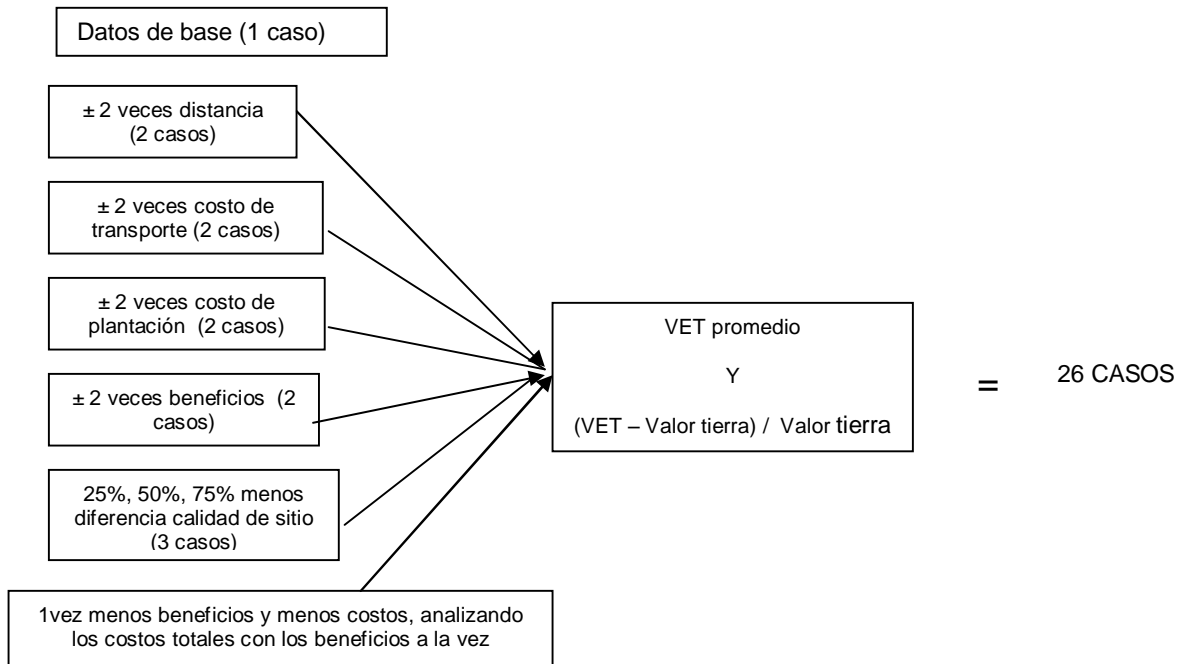 Datos de base (1 caso)
± 2 veces distancia
(2 casos)
± 2 veces costo de
transporte (2 casos)
± 2 veces costo de
plantación (2 casos)
± 2 veces beneficios (2
casos)
25%, 50%, 75% menos
diferencia calidad de sitio
(3 casos)
1vez menos beneficios y menos costos, analizando
los costos totales con los beneficios a la vez
VET promedio
Y
(VET – Valor tierra) / Valor tierra
=
26 CASOS